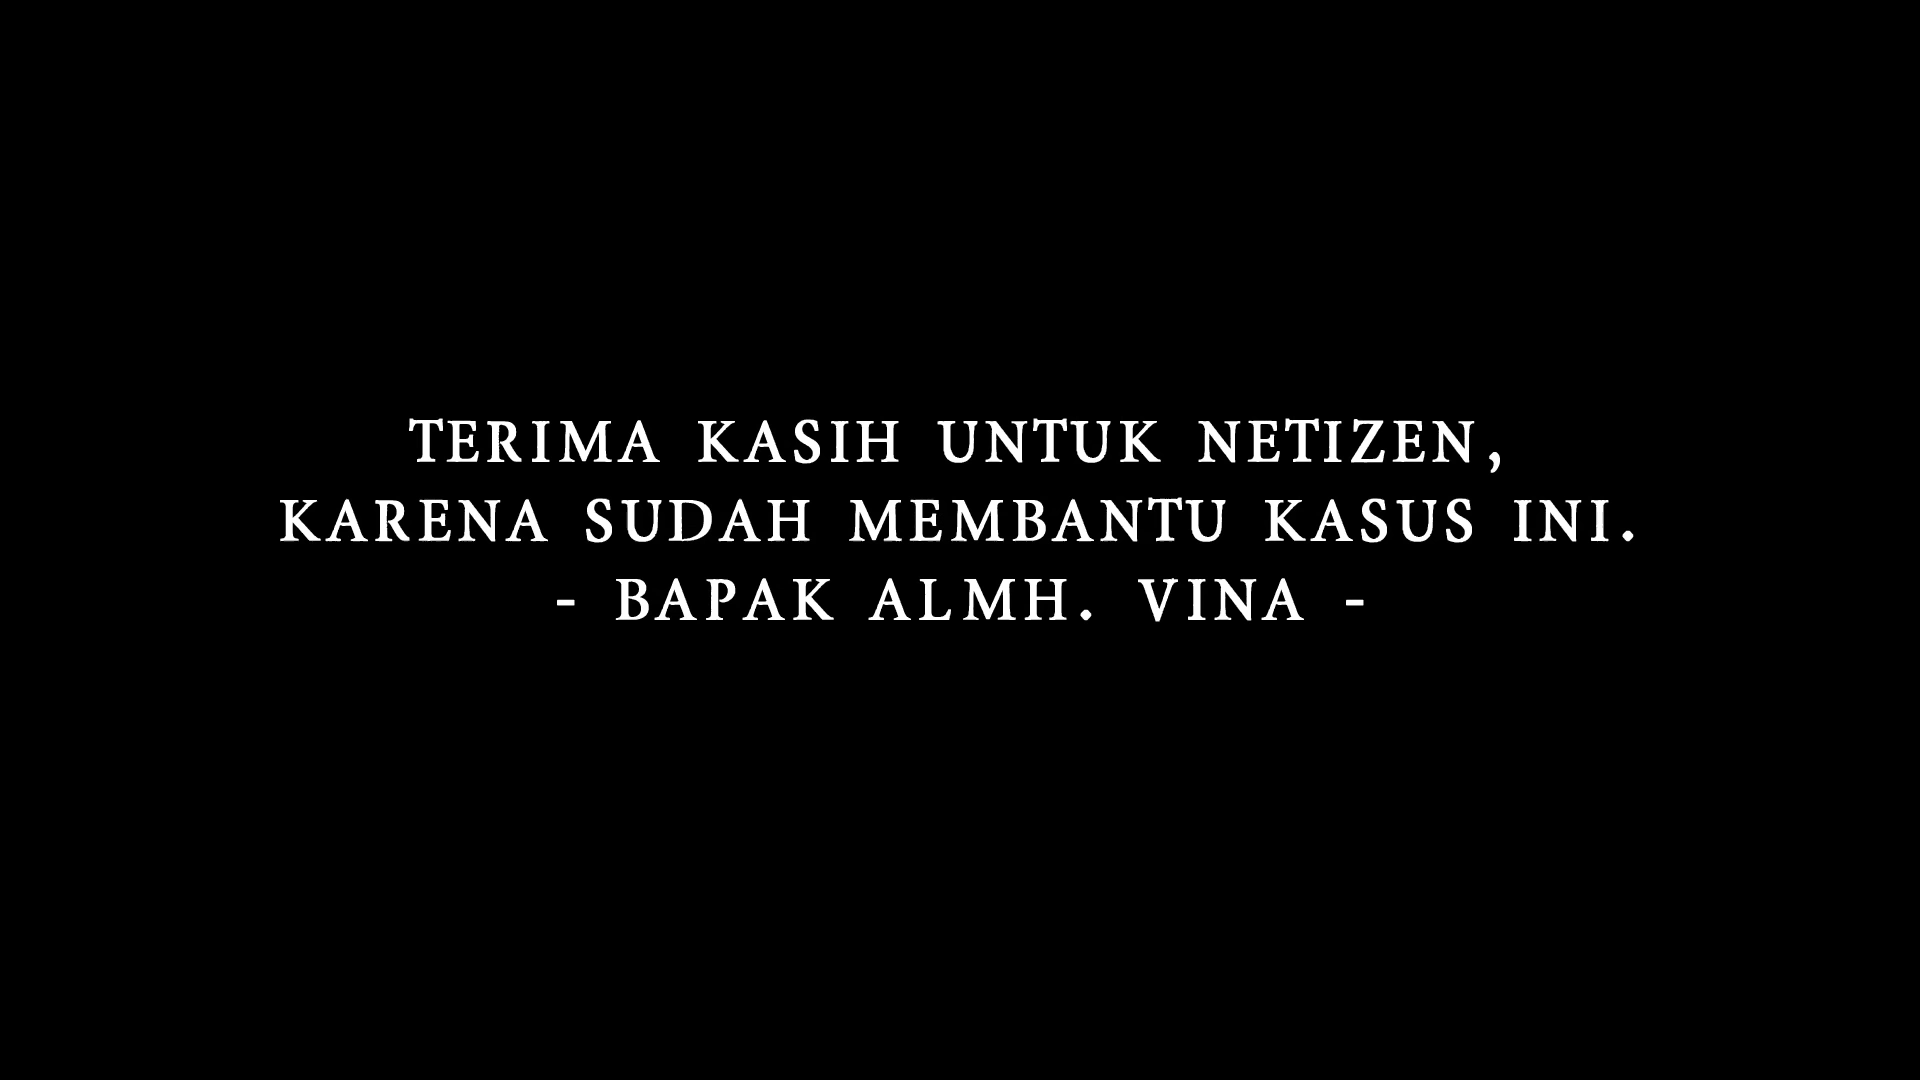 TERIMA KASIH UNTUK NETIZEN,
KARENA SUDAH MEMBANTU KASUS INI.
- BAPAK ALMH. VINA -